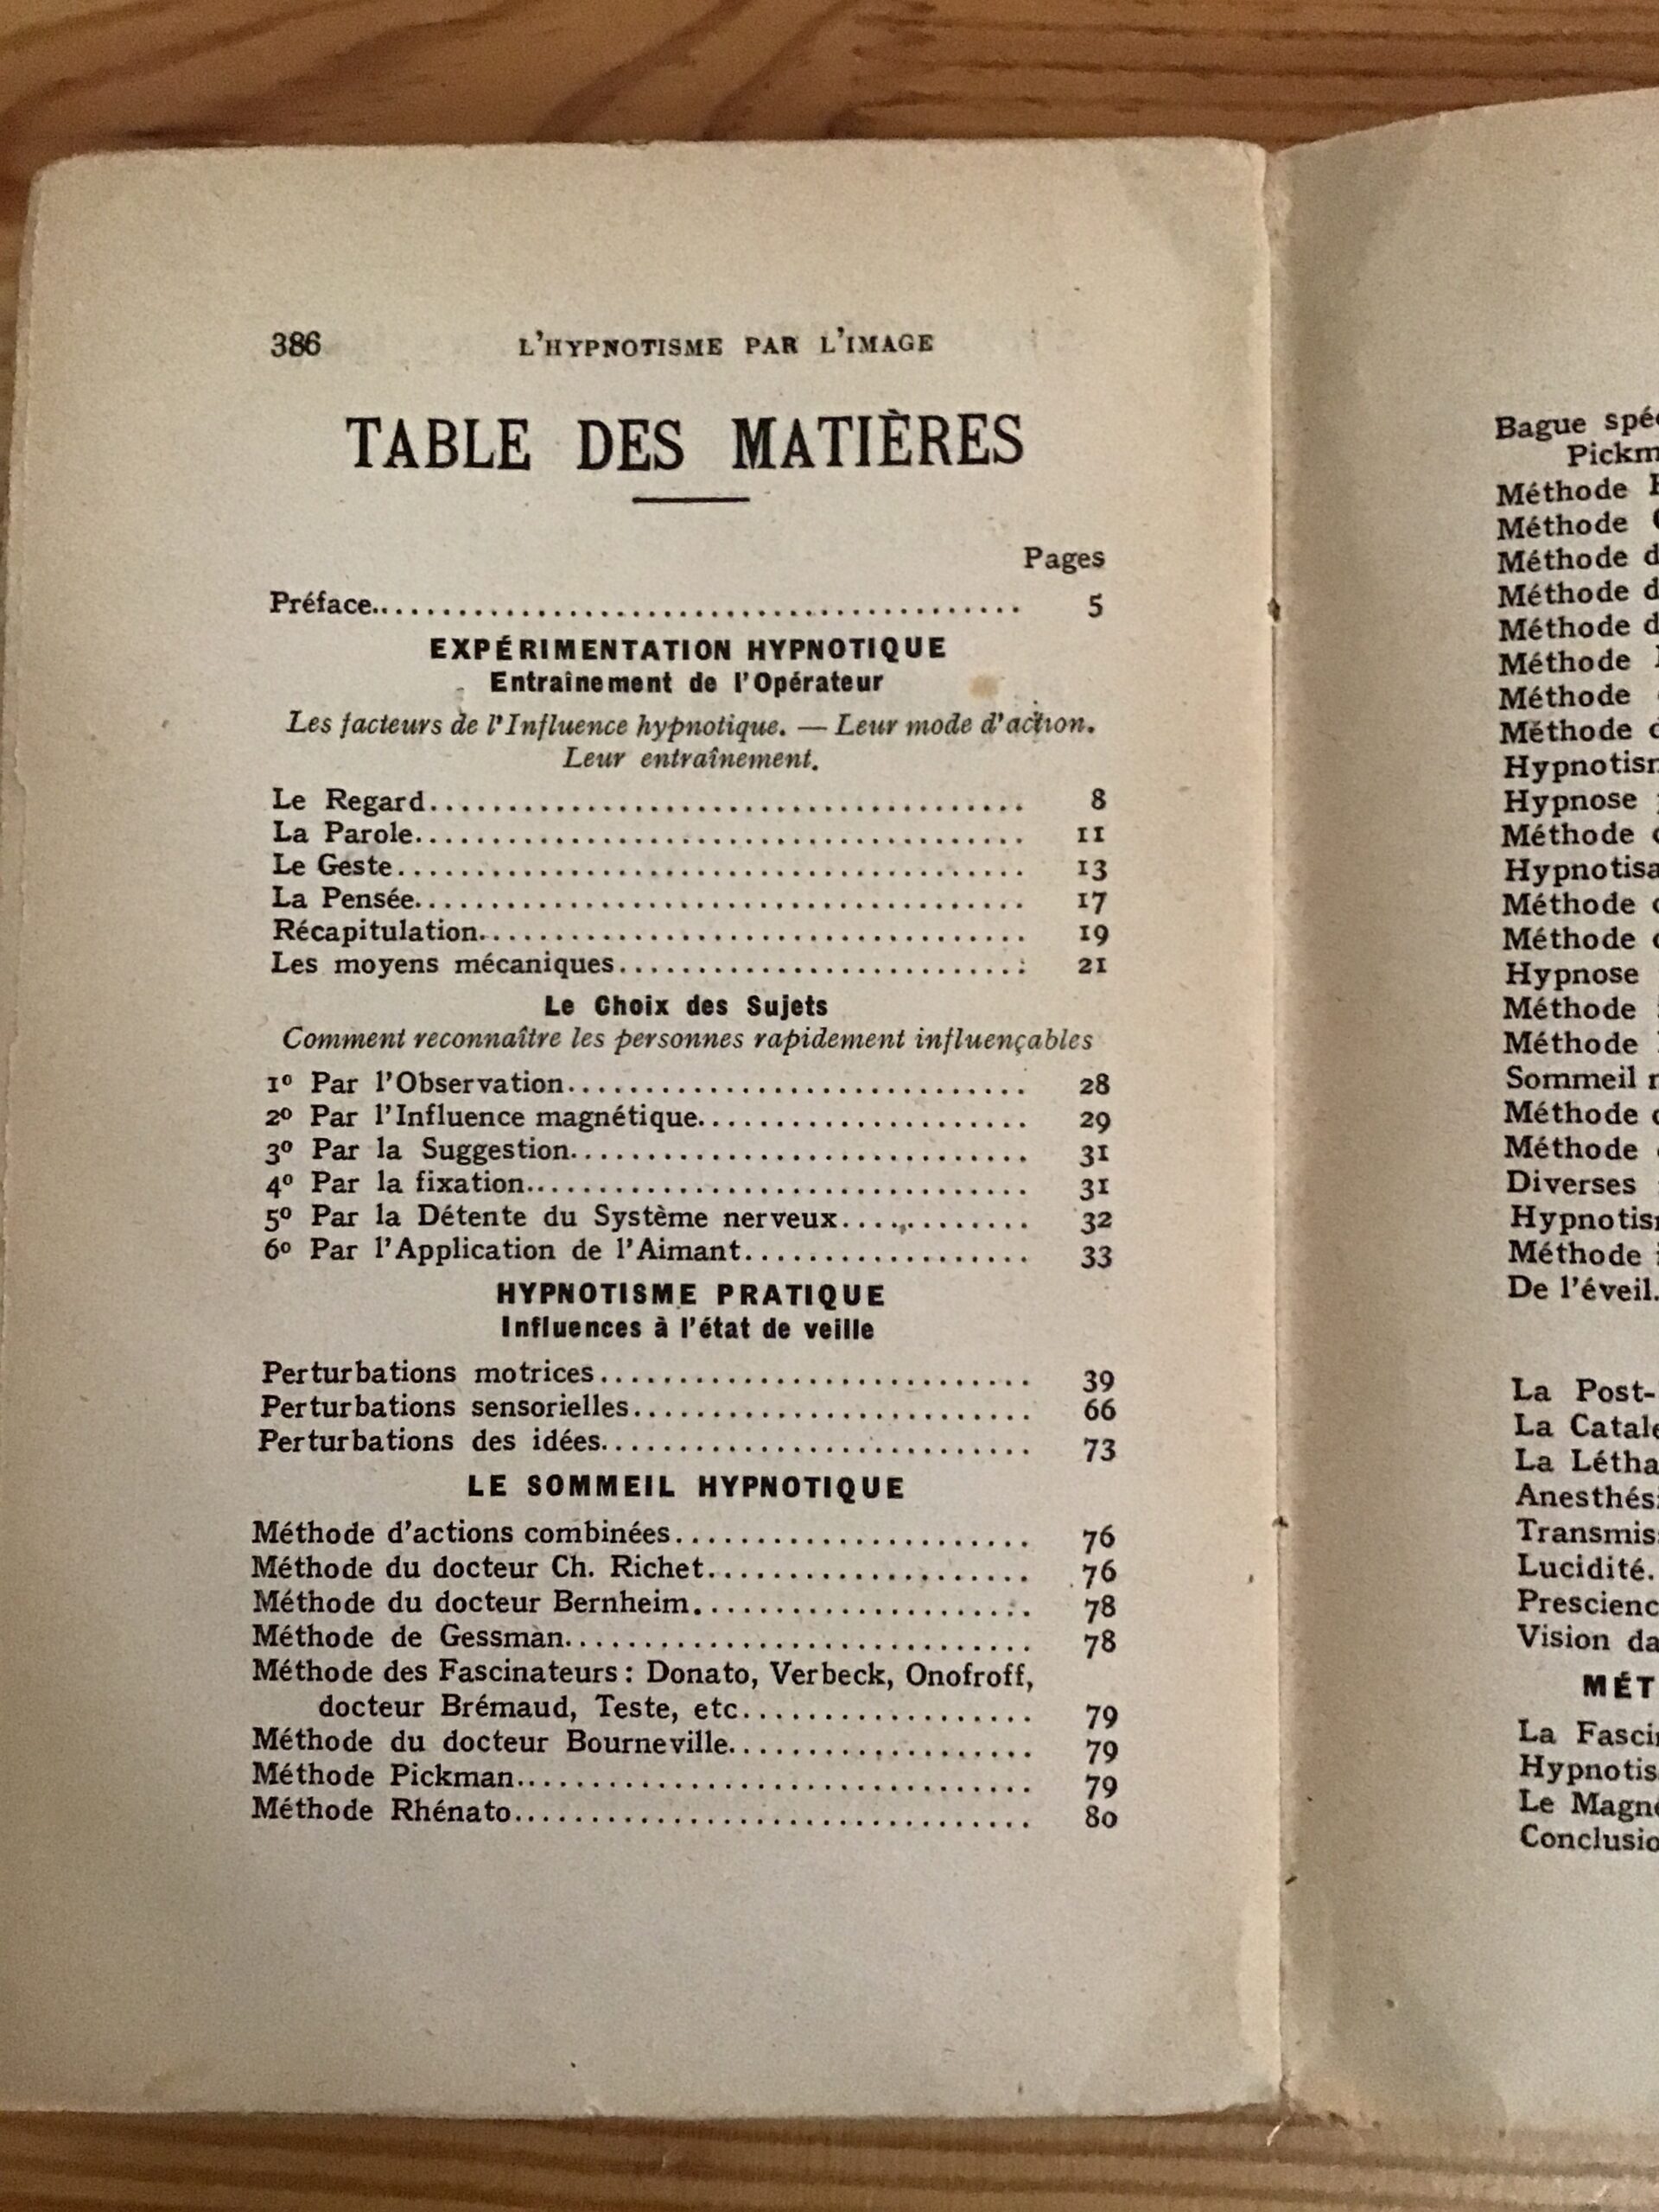 386 L'HYPNOTISME PAR L'IMAGE
TABLE DES MATIÈRES
Pages
Préface........................................ 5
EXPÉRIMENTATION HYPNOTIQUE
Entraînement de l'Opérateur
Les facteurs de l'Influence hypnotique. — Leur mode d'action.
Leur entraînement.
Le Regard..................................... 8
La Parole...................................... 11
Le Geste....................................... 13
La Pensée...................................... 17
Récapitulation.................................. 19
Les moyens mécaniques......................... 21
Le Choix des Sujets
Comment reconnaître les personnes rapidement influençables
1º Par l'Observation............................. 28
2º Par l'Influence magnétique..................... 29
3º Par la Suggestion............................. 31
4º Par la fixation................................ 31
5º Par la Détente du Système nerveux............ 32
6º Par l'Application de l'Aimant.................. 33
HYPNOTISME PRATIQUE
Influences à l'état de veille
Perturbations motrices........................... 39
Perturbations sensorielles......................... 66
Perturbations des idées........................... 73
LE SOMMEIL HYPNOTIQUE
Méthode d'actions combinées...................... 76
Méthode du docteur Ch. Richet.................... 76
Méthode du docteur Bernheim..................... 78
Méthode de Gessman............................. 78
Méthode des Fascinateurs : Donato, Verbeck, Onofroff,
docteur Brémaud, Teste, etc.................. 79
Méthode du docteur Bourneville................... 79
Méthode Pickman................................ 79
Méthode Rhénato................................ 80
Bague
Méthode
Méthode
Méthode
Méthode
Méthode
Méthode
Méthode
Méthode
Hypnose
Méthode
Méthode
Méthode
Hypnose
Méthode
Méthode
Sommeil
Méthode
Méthode
Diverses
Méthode
De l'éveil.
La Post-
La
La
Lucidité.
Vision
La
Le